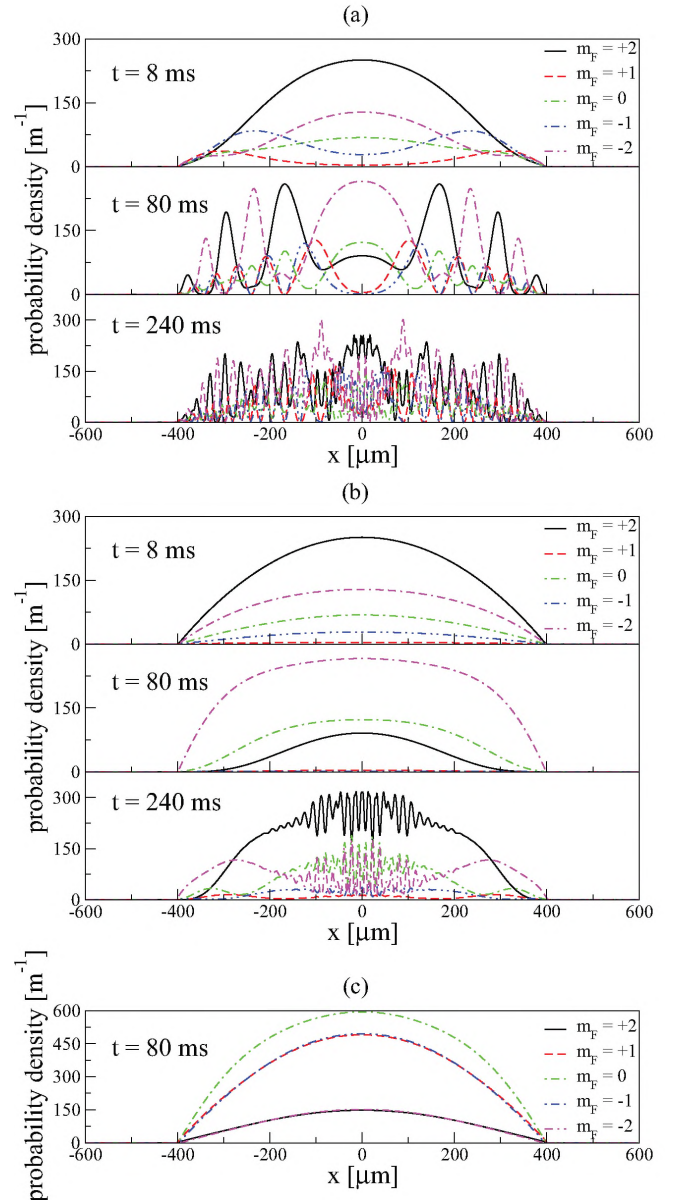 (a)
300
225
150
75
0
t = 8 ms
m_F = +2
m_F = +1
m_F = 0
m_F = -1
m_F = -2
150
0
t = 80 ms
300
150
0
t = 240 ms
probability density [m⁻¹]
-600 -400 -200 0 200 400 600
x [μm]
(b)
300
150
0
t = 8 ms
m_F = +2
m_F = +1
m_F = 0
m_F = -1
m_F = -2
150
0
t = 80 ms
300
150
0
t = 240 ms
probability density [m⁻¹]
-600 -400 -200 0 200 400 600
x [μm]
(c)
600
450
300
150
0
t = 80 ms
m_F = +2
m_F = +1
m_F = 0
m_F = -1
m_F = -2
probability density [m⁻¹]
-600 -400 -200 0 200 400 600
x [μm]